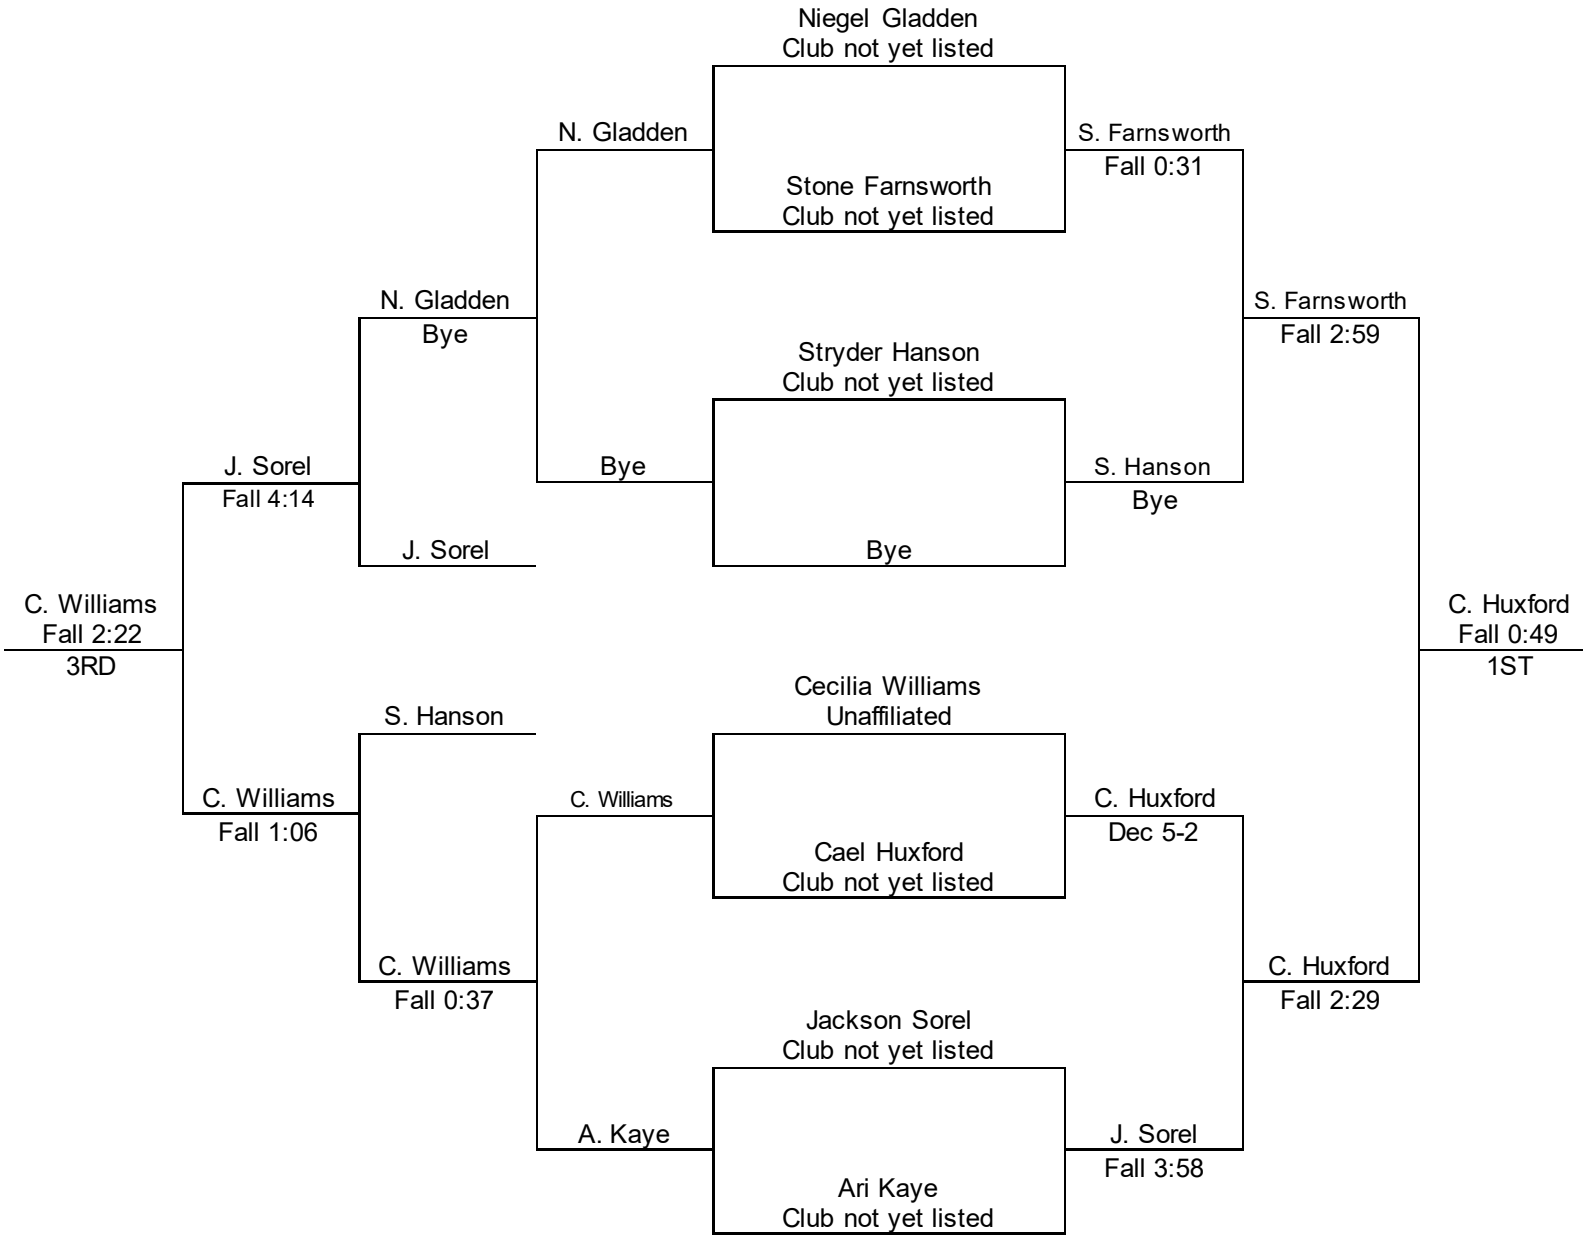 Niegel Gladden
Club not yet listed
N. Gladden
S. Farnsworth
Fall 0:31
Stone Farnsworth
Club not yet listed
N. Gladden
Bye
S. Farnsworth
Fall 2:59
Stryder Hanson
Club not yet listed
J. Sorel
Fall 4:14
Bye
S. Hanson
Bye
J. Sorel
Bye
C. Williams
Fall 2:22
3RD
C. Huxford
Fall 0:49
1ST
Cecilia Williams
Unaffiliated
S. Hanson
C. Williams
Fall 1:06
C. Williams
C. Huxford
Dec 5-2
Cael Huxford
Club not yet listed
C. Williams
Fall 0:37
C. Huxford
Fall 2:29
Jackson Sorel
Club not yet listed
A. Kaye
J. Sorel
Fall 3:58
Ari Kaye
Club not yet listed